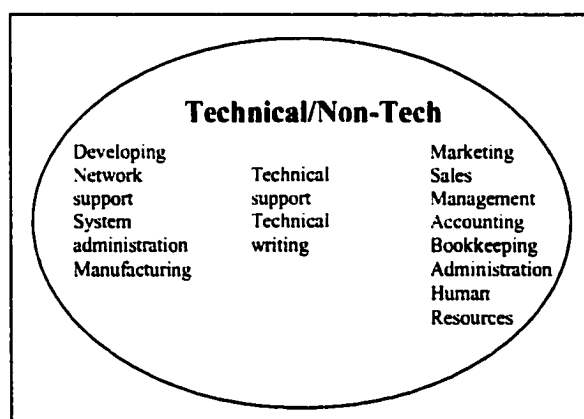 Technical/Non-Tech
Developing
Network
support
System
administration
Manufacturing
Technical
support
Technical
writing
Marketing
Sales
Management
Accounting
Bookkeeping
Administration
Human
Resources